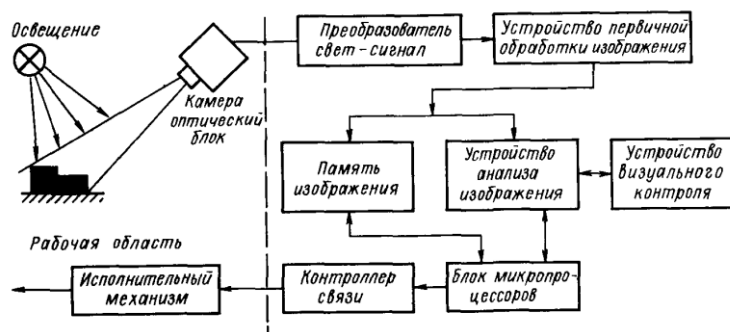 Освещение
Камера
оптический
блок
Преобразователь
свет-сигнал
Устройство первичной
обработки изображения
Память
изображения
Устройство
анализа
изображения
Устройство
визуального
контроля
Рабочая область
Исполнительный
механизм
Контроллер
связи
Блок микропро-
цессоров